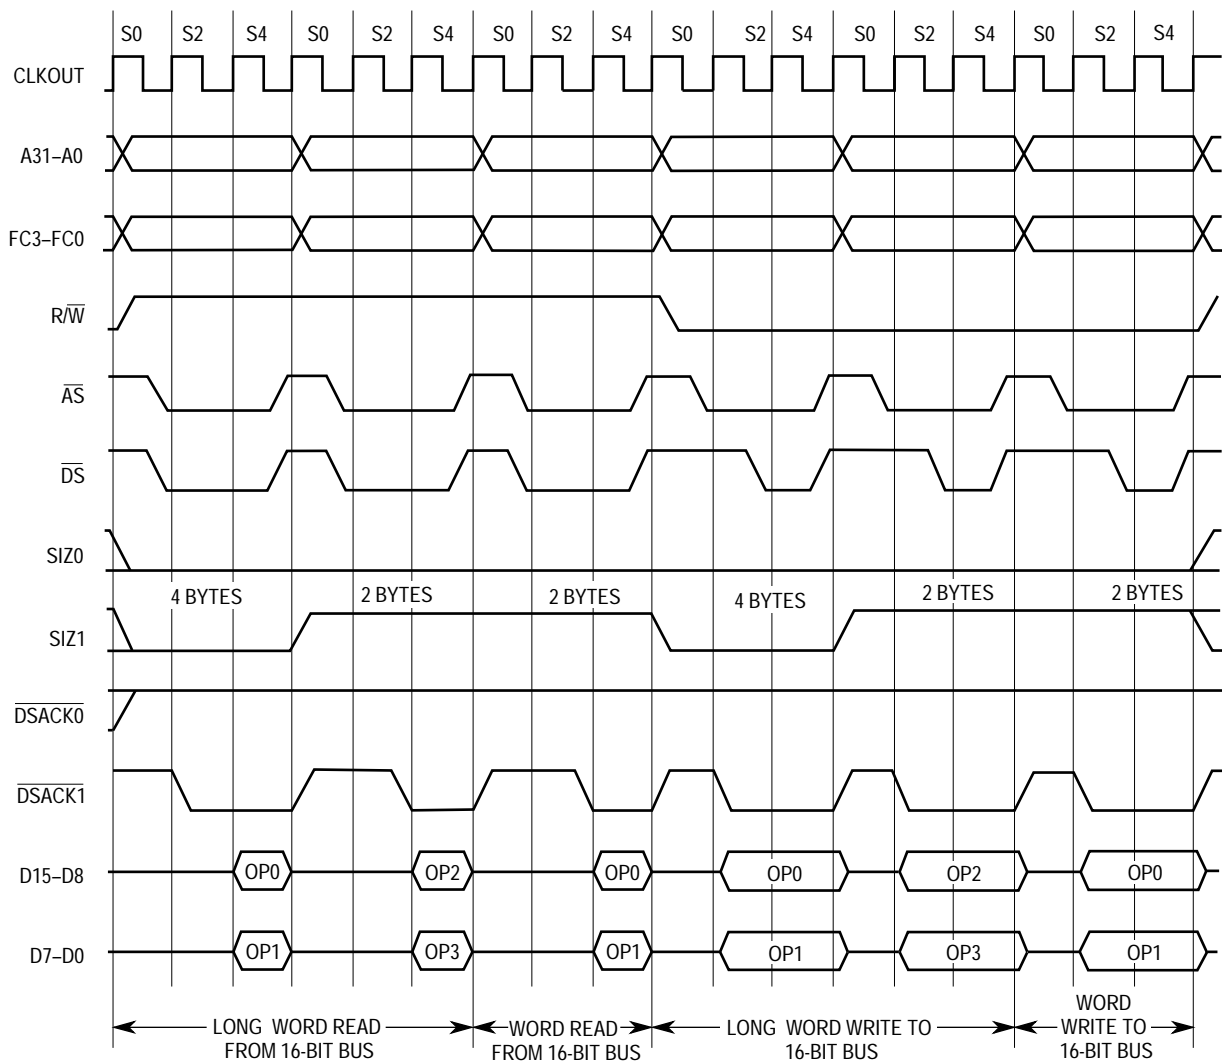 S0 S2 S4 S0 S2 S4 S0 S2 S4 S0 S2 S4 S0 S2 S4 S0 S2 S4
CLKOUT
A31–A0
FC3–FC0
R/W
AS
DS
SIZ0
4 BYTES 2 BYTES 2 BYTES 4 BYTES 2 BYTES 2 BYTES
SIZ1
DSACK0
DSACK1
D15–D8 OP0 OP2 OP0 OP0 OP2 OP0
D7–D0 OP1 OP3 OP1 OP1 OP3 OP1
LONG WORD READ
FROM 16-BIT BUS
WORD READ
FROM 16-BIT BUS
LONG WORD WRITE TO
16-BIT BUS
WORD
WRITE TO
16-BIT BUS